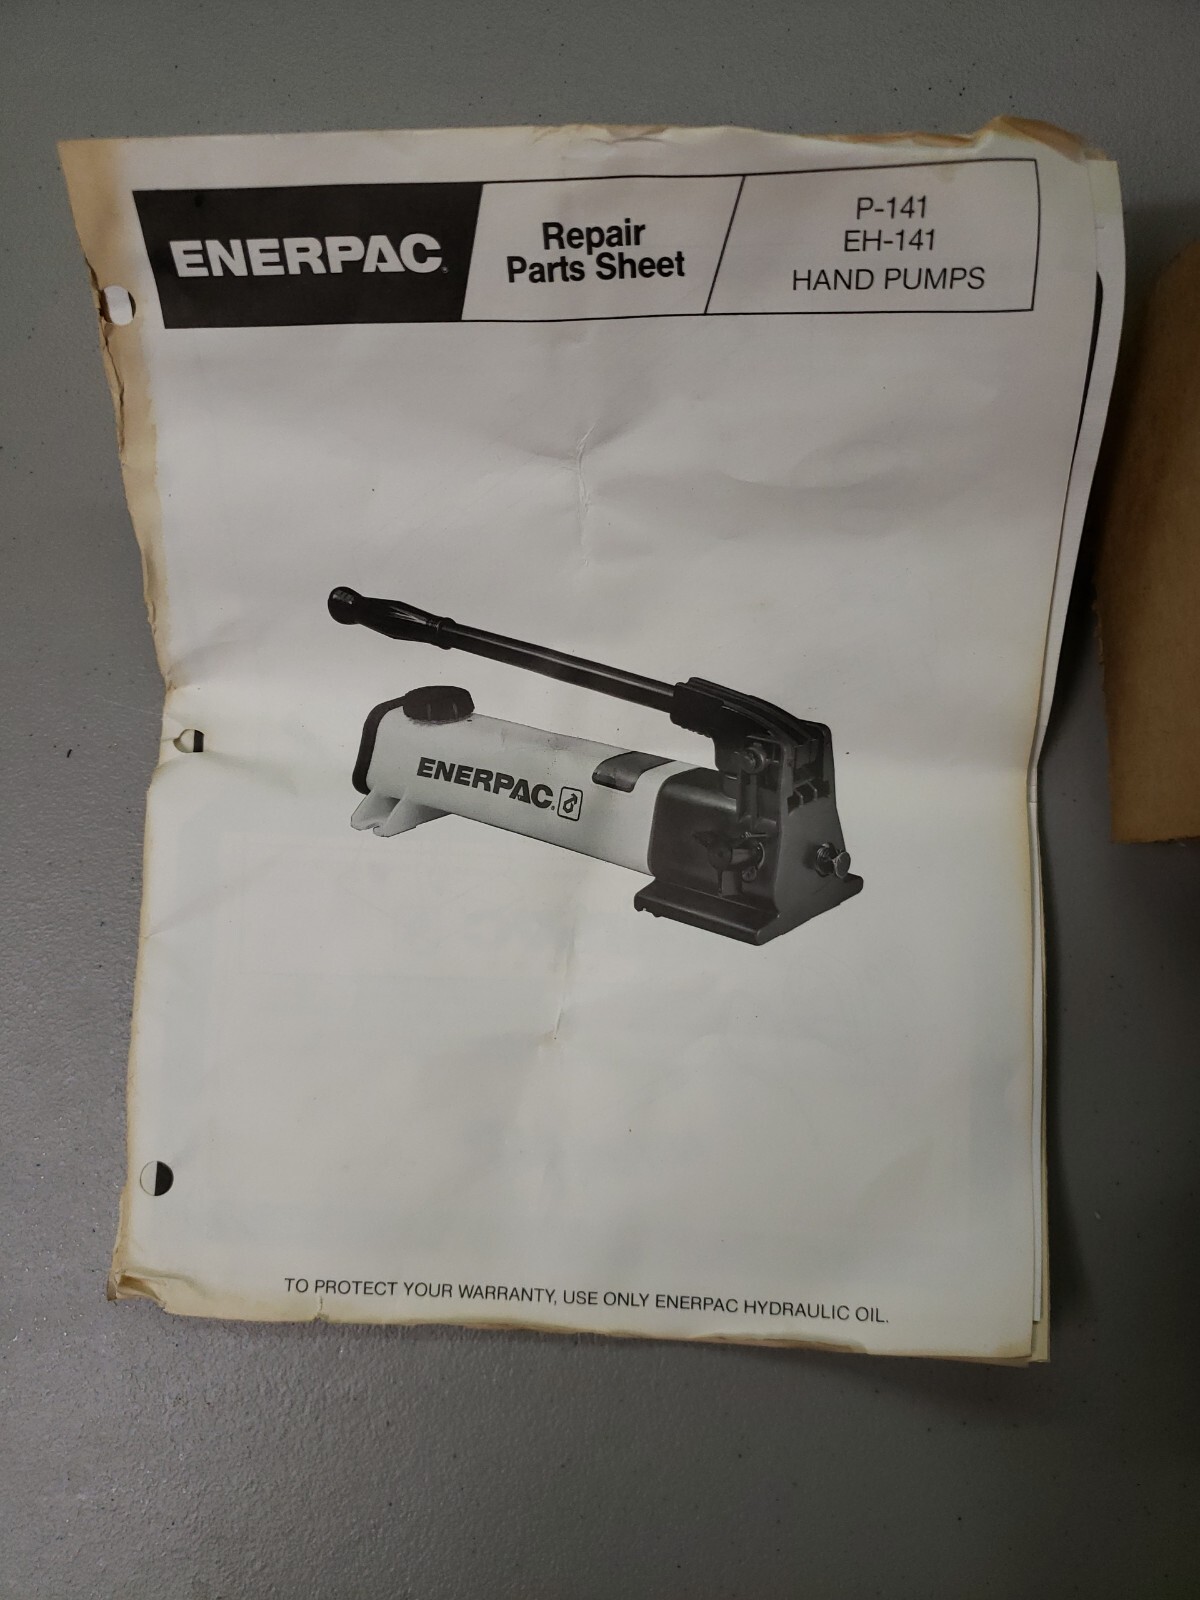 ENERPAC
Repair
Parts Sheet
P-141
EH-141
HAND PUMPS
ENERPAC
TO PROTECT YOUR WARRANTY, USE ONLY ENERPAC HYDRAULIC OIL.